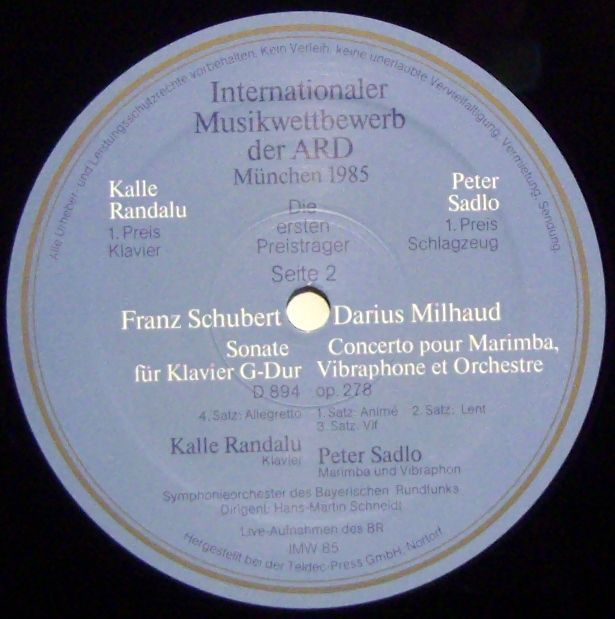 Alle Urheber- und Leistungsschutzrechte vorbehalten. Kein Verleih, keine unerlaubte Vervielfältigung, Vermietung, Sendung.
Internationaler
Musikwettbewerb
der ARD
München 1985
Kalle
Randalu
1. Preis
Klavier
Die
ersten
Preisträger
Peter
Sadlo
1. Preis
Schlagzeug
Seite 2
Franz Schubert
Sonate
für Klavier G-Dur
D 894
4. Satz: Allegretto
Kalle Randalu
Klavier
Darius Milhaud
Concerto pour Marimba,
Vibraphone et Orchestre
op. 278
1. Satz: Animé 2. Satz: Lent
3. Satz: Vif
Peter Sadlo
Marimba und Vibraphon
Symphonieorchester des Bayerischen Rundfunks
Dirigent: Hans-Martin Schneidt
Live-Aufnahmen des BR
IMW 85
Hergestellt bei der Teldec-Press GmbH, Nortorf